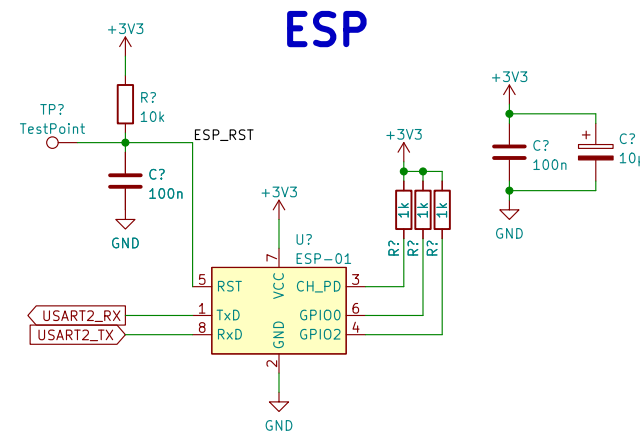 ESP
+3V3
R?
10k
TP?
TestPoint
ESP_RST
C?
100n
GND
+3V3
+3V3
1k
1k
1k
R?
R?
R?
+3V3
C?
100n
C?
10µ
GND
U?
ESP-01
7
VCC
5
RST
CH_PD
3
USART2_RX
1
TxD
GPIO0
6
USART2_TX
8
RxD
GPIO2
4
GND
2
GND